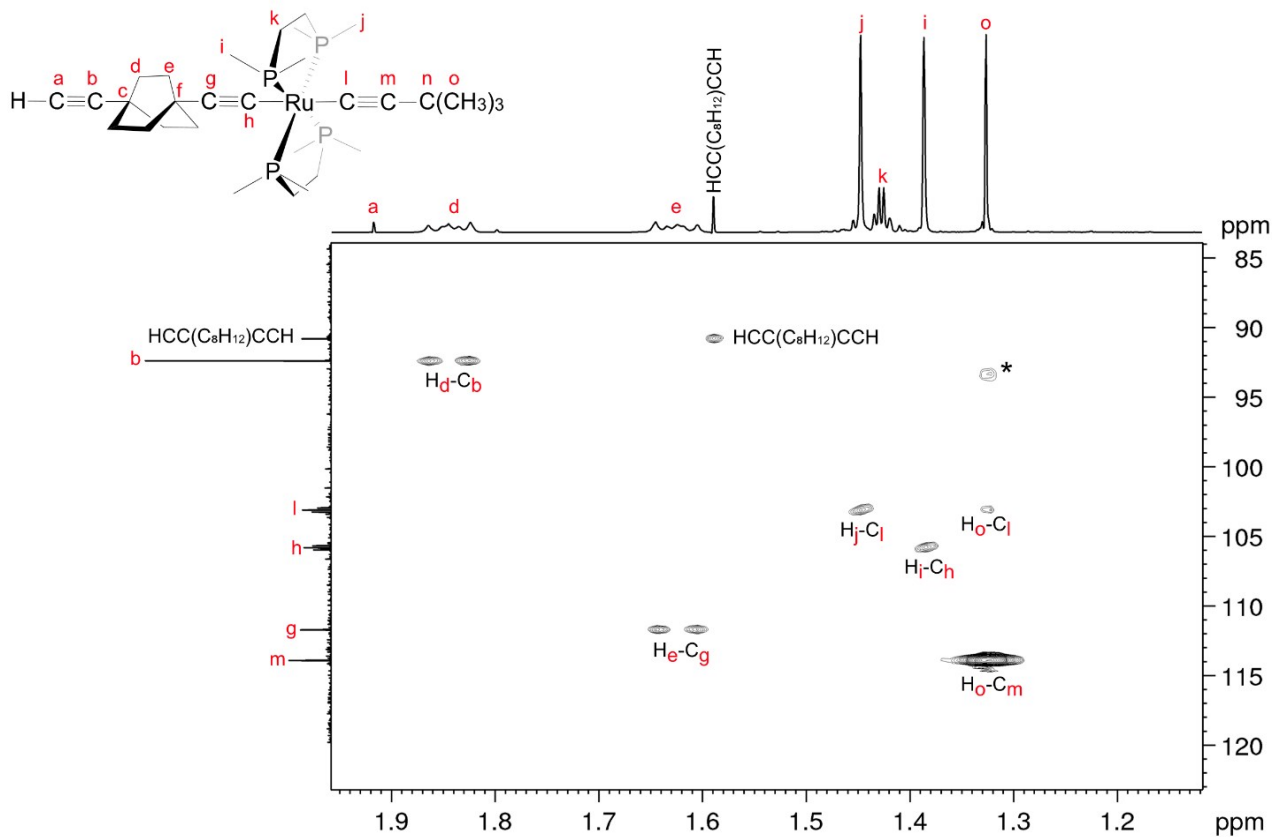 k
j
i
P
P
d
e
a
b
g
l
m
n
o
H
c
f
h
Ru
C(CH₃)₃
P
P
HCC(C₈H₁₂)CCH
j
i
o
k
a
d
e
ppm
85
HCC(C₈H₁₂)CCH
HCC(C₈H₁₂)CCH
90
b
Hd-Cb
*
95
100
l
Hj-Cl
Ho-Cl
h
Hi-Ch
105
110
g
He-Cg
m
Ho-Cm
115
120
1.9 1.8 1.7 1.6 1.5 1.4 1.3 1.2 ppm